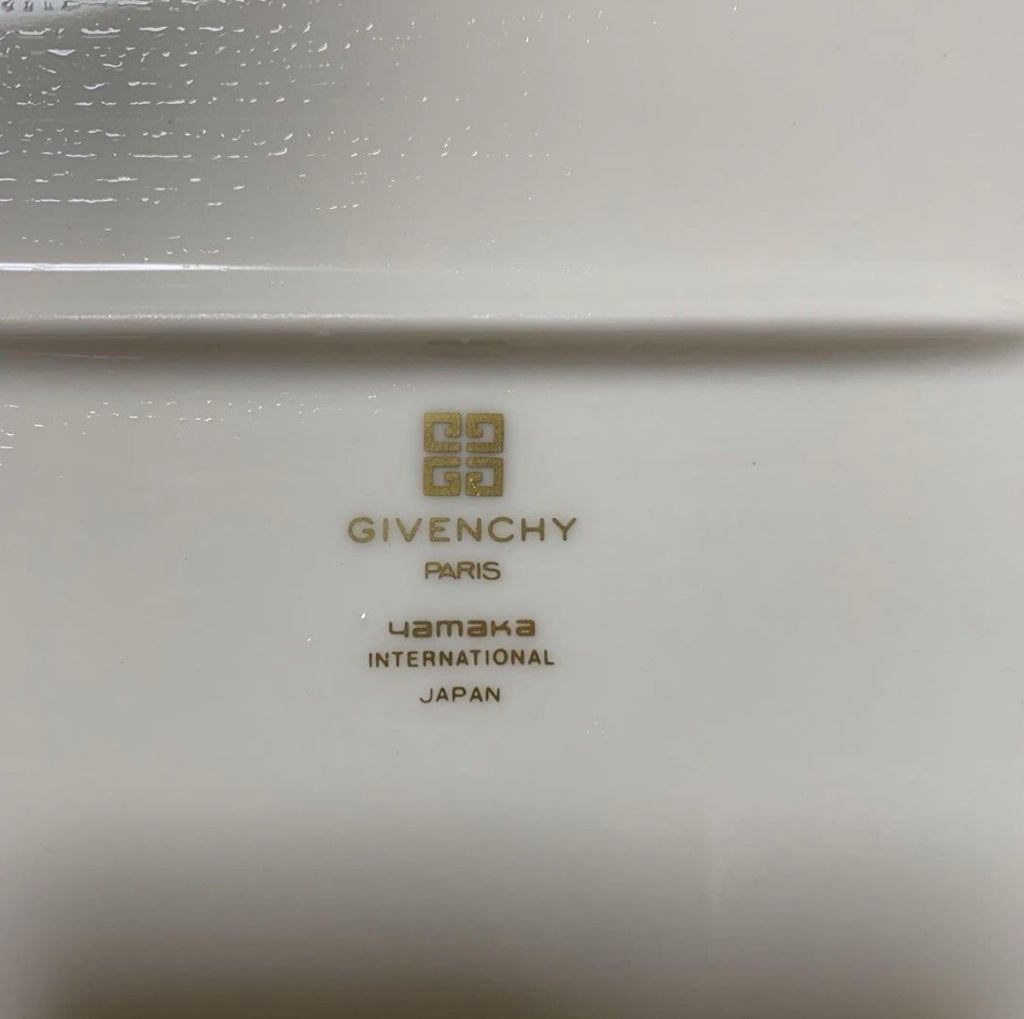 GIVENCHY
PARIS
yamaka
INTERNATIONAL
JAPAN